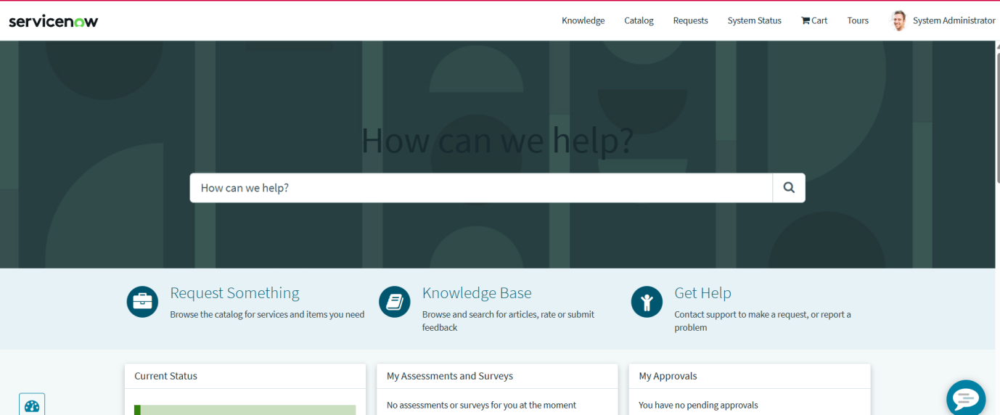 servicenow
Knowledge Catalog Requests System Status Cart Tours System Administrator
How can we help?
How can we help?
Request Something
Browse the catalog for services and items you need
Knowledge Base
Browse and search for articles, rate or submit
feedback
Get Help
Contact support to make a request, or report a
problem
Current Status
My Assessments and Surveys
No assessments or surveys for you at the moment
My Approvals
You have no pending approvals